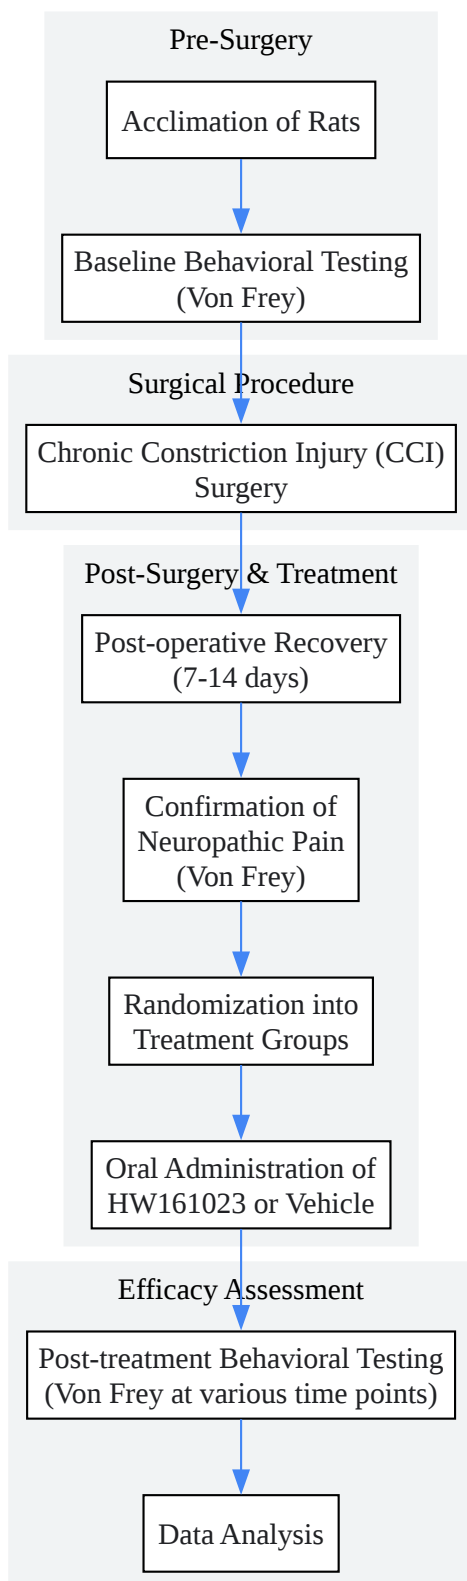 Pre-Surgery
Acclimation of Rats
Baseline Behavioral Testing
(Von Frey)
Surgical Procedure
Chronic Constriction Injury (CCI)
Surgery
Post-Surgery & Treatment
Post-operative Recovery
(7-14 days)
Confirmation of
Neuropathic Pain
(Von Frey)
Randomization into
Treatment Groups
Oral Administration of
HW161023 or Vehicle
Efficacy Assessment
Post-treatment Behavioral Testing
(Von Frey at various time points)
Data Analysis